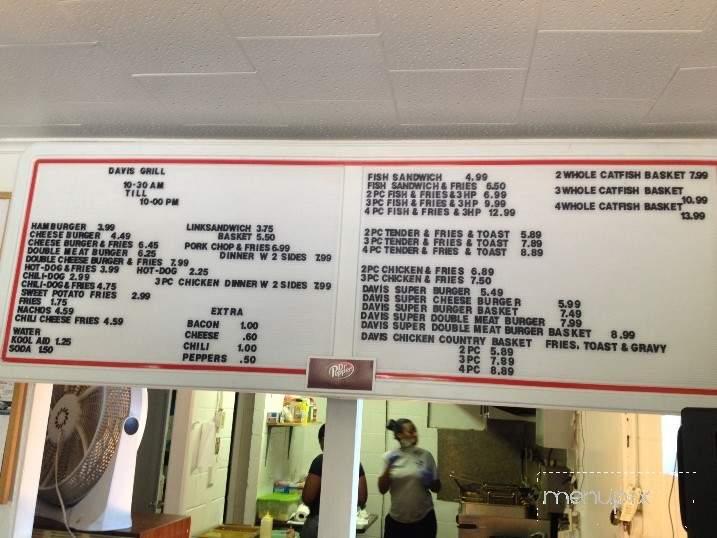 DAVIS GRILL
10-30 AM
TILL
10-00 PM
HAMBURGER 3.99
CHEESE BURGER 4.49
CHEESE BURGER & FRIES 6.45
DOUBLE MEAT BURGER 6.25
DOUBLE CHEESE BURGER & FRIES 7.99
HOT-DOG & FRIES 3.99 HOT-DOG 2.25
CHILI-DOG 2.99
CHILI-DOG & FRIES 4.75
SWEET POTATO FRIES 2.99
FRIES 1.75
NACHOS 4.59
CHILI CHEESE FRIES 4.59
WATER
KOOL AID 1.25
SODA 1.50
LINKSANDWICH 3.75
BASKET 5.50
PORK CHOP & FRIES 6.99
DINNER W 2 SIDES 7.99
3 PC CHICKEN DINNER W 2 SIDES 7.99
EXTRA
BACON 1.00
CHEESE .60
CHILI 1.00
PEPPERS .50
Dr Pepper
FISH SANDWICH 4.99
FISH SANDWICH & FRIES 6.50
2 PC FISH & FRIES & 3HP 6.99
3 PC FISH & FRIES & 3HP 9.99
4 PC FISH & FRIES & 3HP 12.99
2 WHOLE CATFISH BASKET 7.99
3 WHOLE CATFISH BASKET
10.99
4 WHOLE CATFISH BASKET
13.99
2 PC TENDER & FRIES & TOAST 5.89
3 PC TENDER & FRIES & TOAST 7.89
4 PC TENDER & FRIES & TOAST 8.89
2 PC CHICKEN & FRIES 6.89
3 PC CHICKEN & FRIES 7.50
DAVIS SUPER BURGER 5.49
DAVIS SUPER CHEESE BURGER 5.99
DAVIS SUPER BURGER BASKET 7.49
DAVIS SUPER DOUBLE MEAT BURGER 7.99
DAVIS SUPER DOUBLE MEAT BURGER BASKET 8.99
DAVIS CHICKEN COUNTRY BASKET FRIES, TOAST & GRAVY
2 PC 5.89
3 PC 7.89
4 PC 8.89
menupix